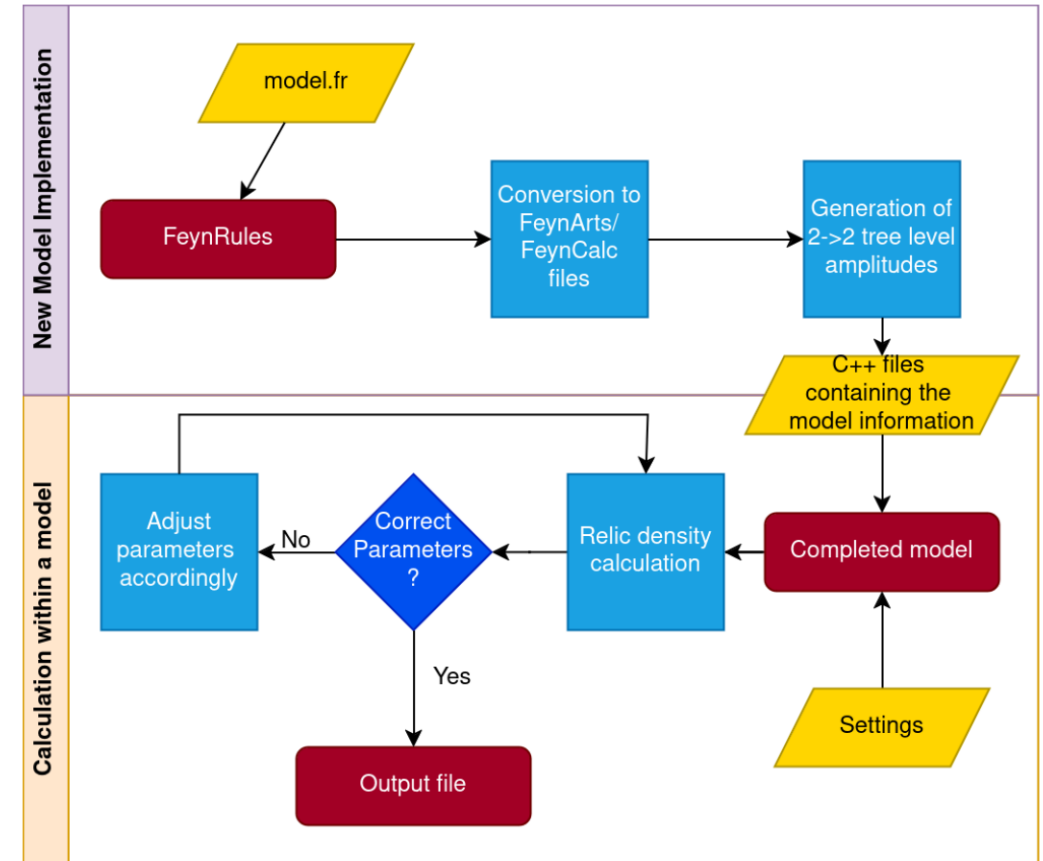 New Model Implementation
model.fr
FeynRules
Conversion to
FeynArts/
FeynCalc
files
Generation of
2->2 tree level
amplitudes
C++ files
containing the
model information
Calculation within a model
Adjust
parameters
accordingly
No
Correct
Parameters
?
Relic density
calculation
Completed model
Yes
Settings
Output file